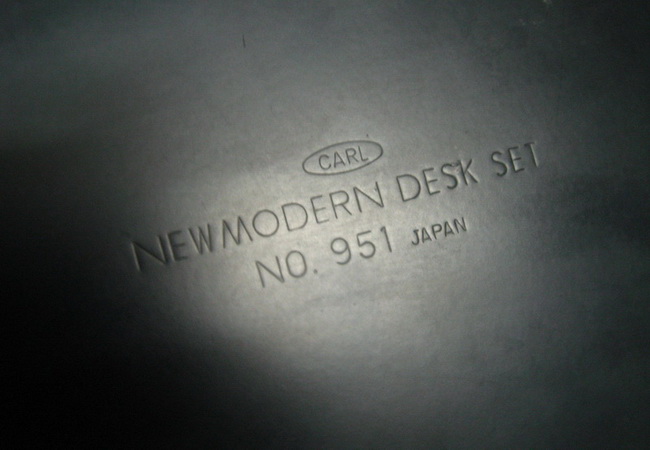 CARL
NEWMODERN DESK SET
NO. 951 JAPAN